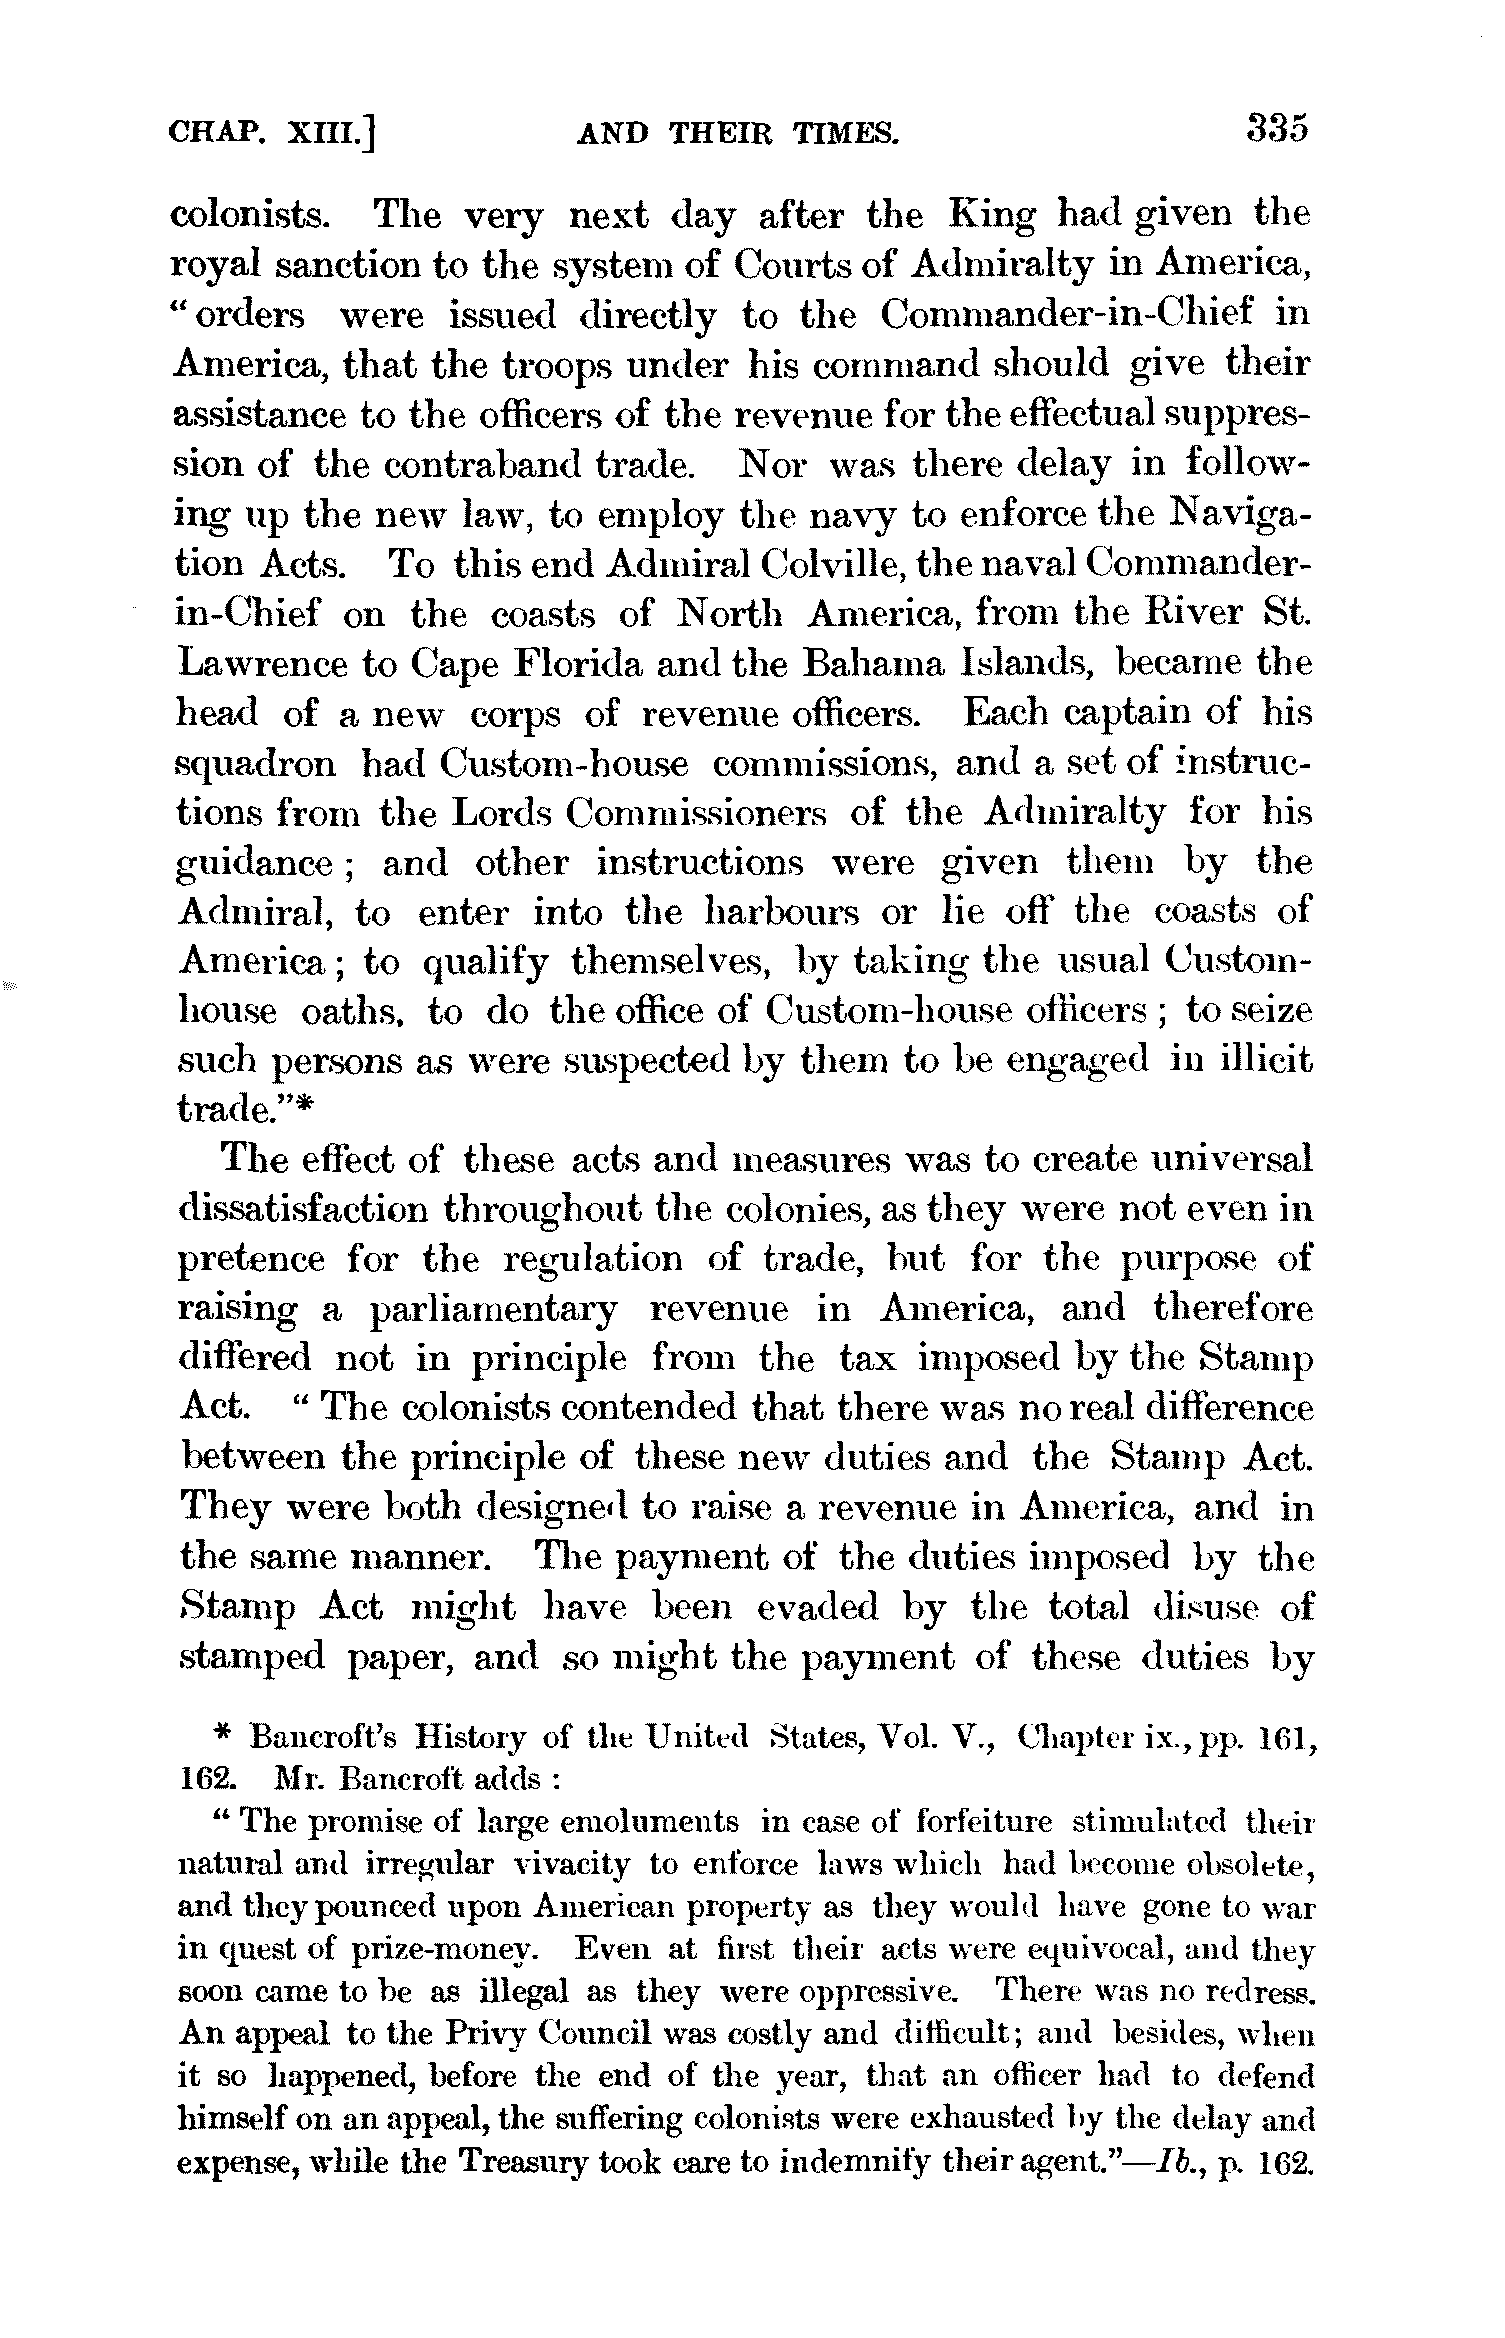 CHAP. XIII.] AND THEIR TIMES. 335
colonists. The very next day after the King had given the
royal sanction to the system of Courts of Admiralty in America,
“ orders were issued directly to the Commander-in-Chief in
America, that the troops under his command should give their
assistance to the officers of the revenue for the effectual suppres-
sion of the contraband trade. Nor was there delay in follow-
ing up the new law, to employ the navy to enforce the Naviga-
tion Acts. To this end Admiral Colville, the naval Commander-
in-Chief on the coasts of North America, from the River St.
Lawrence to Cape Florida and the Bahama Islands, became the
head of a new corps of revenue officers. Each captain of his
squadron had Custom-house commissions, and a set of instruc-
tions from the Lords Commissioners of the Admiralty for his
guidance ; and other instructions were given them by the
Admiral, to enter into the harbours or lie off the coasts of
America ; to qualify themselves, by taking the usual Custom-
house oaths, to do the office of Custom-house officers ; to seize
such persons as were suspected by them to be engaged in illicit
trade.”*
The effect of these acts and measures was to create universal
dissatisfaction throughout the colonies, as they were not even in
pretence for the regulation of trade, but for the purpose of
raising a parliamentary revenue in America, and therefore
differed not in principle from the tax imposed by the Stamp
Act. “ The colonists contended that there was no real difference
between the principle of these new duties and the Stamp Act.
They were both designed to raise a revenue in America, and in
the same manner. The payment of the duties imposed by the
Stamp Act might have been evaded by the total disuse of
stamped paper, and so might the payment of these duties by
* Bancroft’s History of the United States, Vol. V., Chapter ix., pp. 161,
162. Mr. Bancroft adds :
“ The promise of large emoluments in case of forfeiture stimulated their
natural and irregular vivacity to enforce laws which had become obsolete,
and they pounced upon American property as they would have gone to war
in quest of prize-money. Even at first their acts were equivocal, and they
soon came to be as illegal as they were oppressive. There was no redress.
An appeal to the Privy Council was costly and difficult; and besides, when
it so happened, before the end of the year, that an officer had to defend
himself on an appeal, the suffering colonists were exhausted by the delay and
expense, while the Treasury took care to indemnify their agent.”—Ib., p. 162.